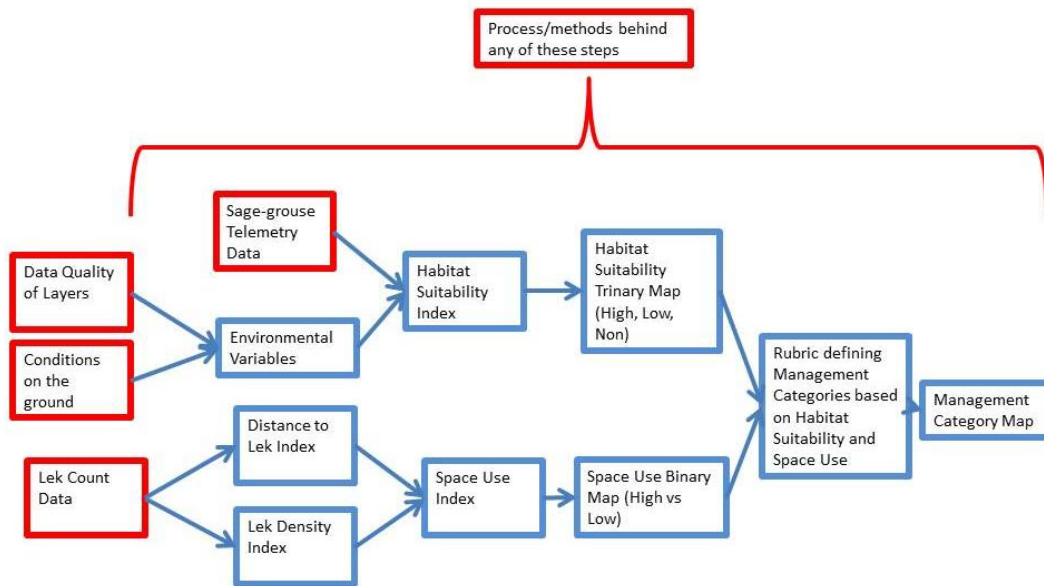 Process/methods behind
any of these steps
Sage-grouse
Telemetry
Data
Data Quality
of Layers
Conditions
on the
ground
Environmental
Variables
Habitat
Suitability
Index
Habitat
Suitability
Trinary Map
(High, Low,
Non)
Lek Count
Data
Distance to
Lek Index
Lek Density
Index
Space Use
Index
Space Use Binary
Map (High vs
Low)
Rubric defining
Management
Categories based
on Habitat
Suitability and
Space Use
Management
Category Map